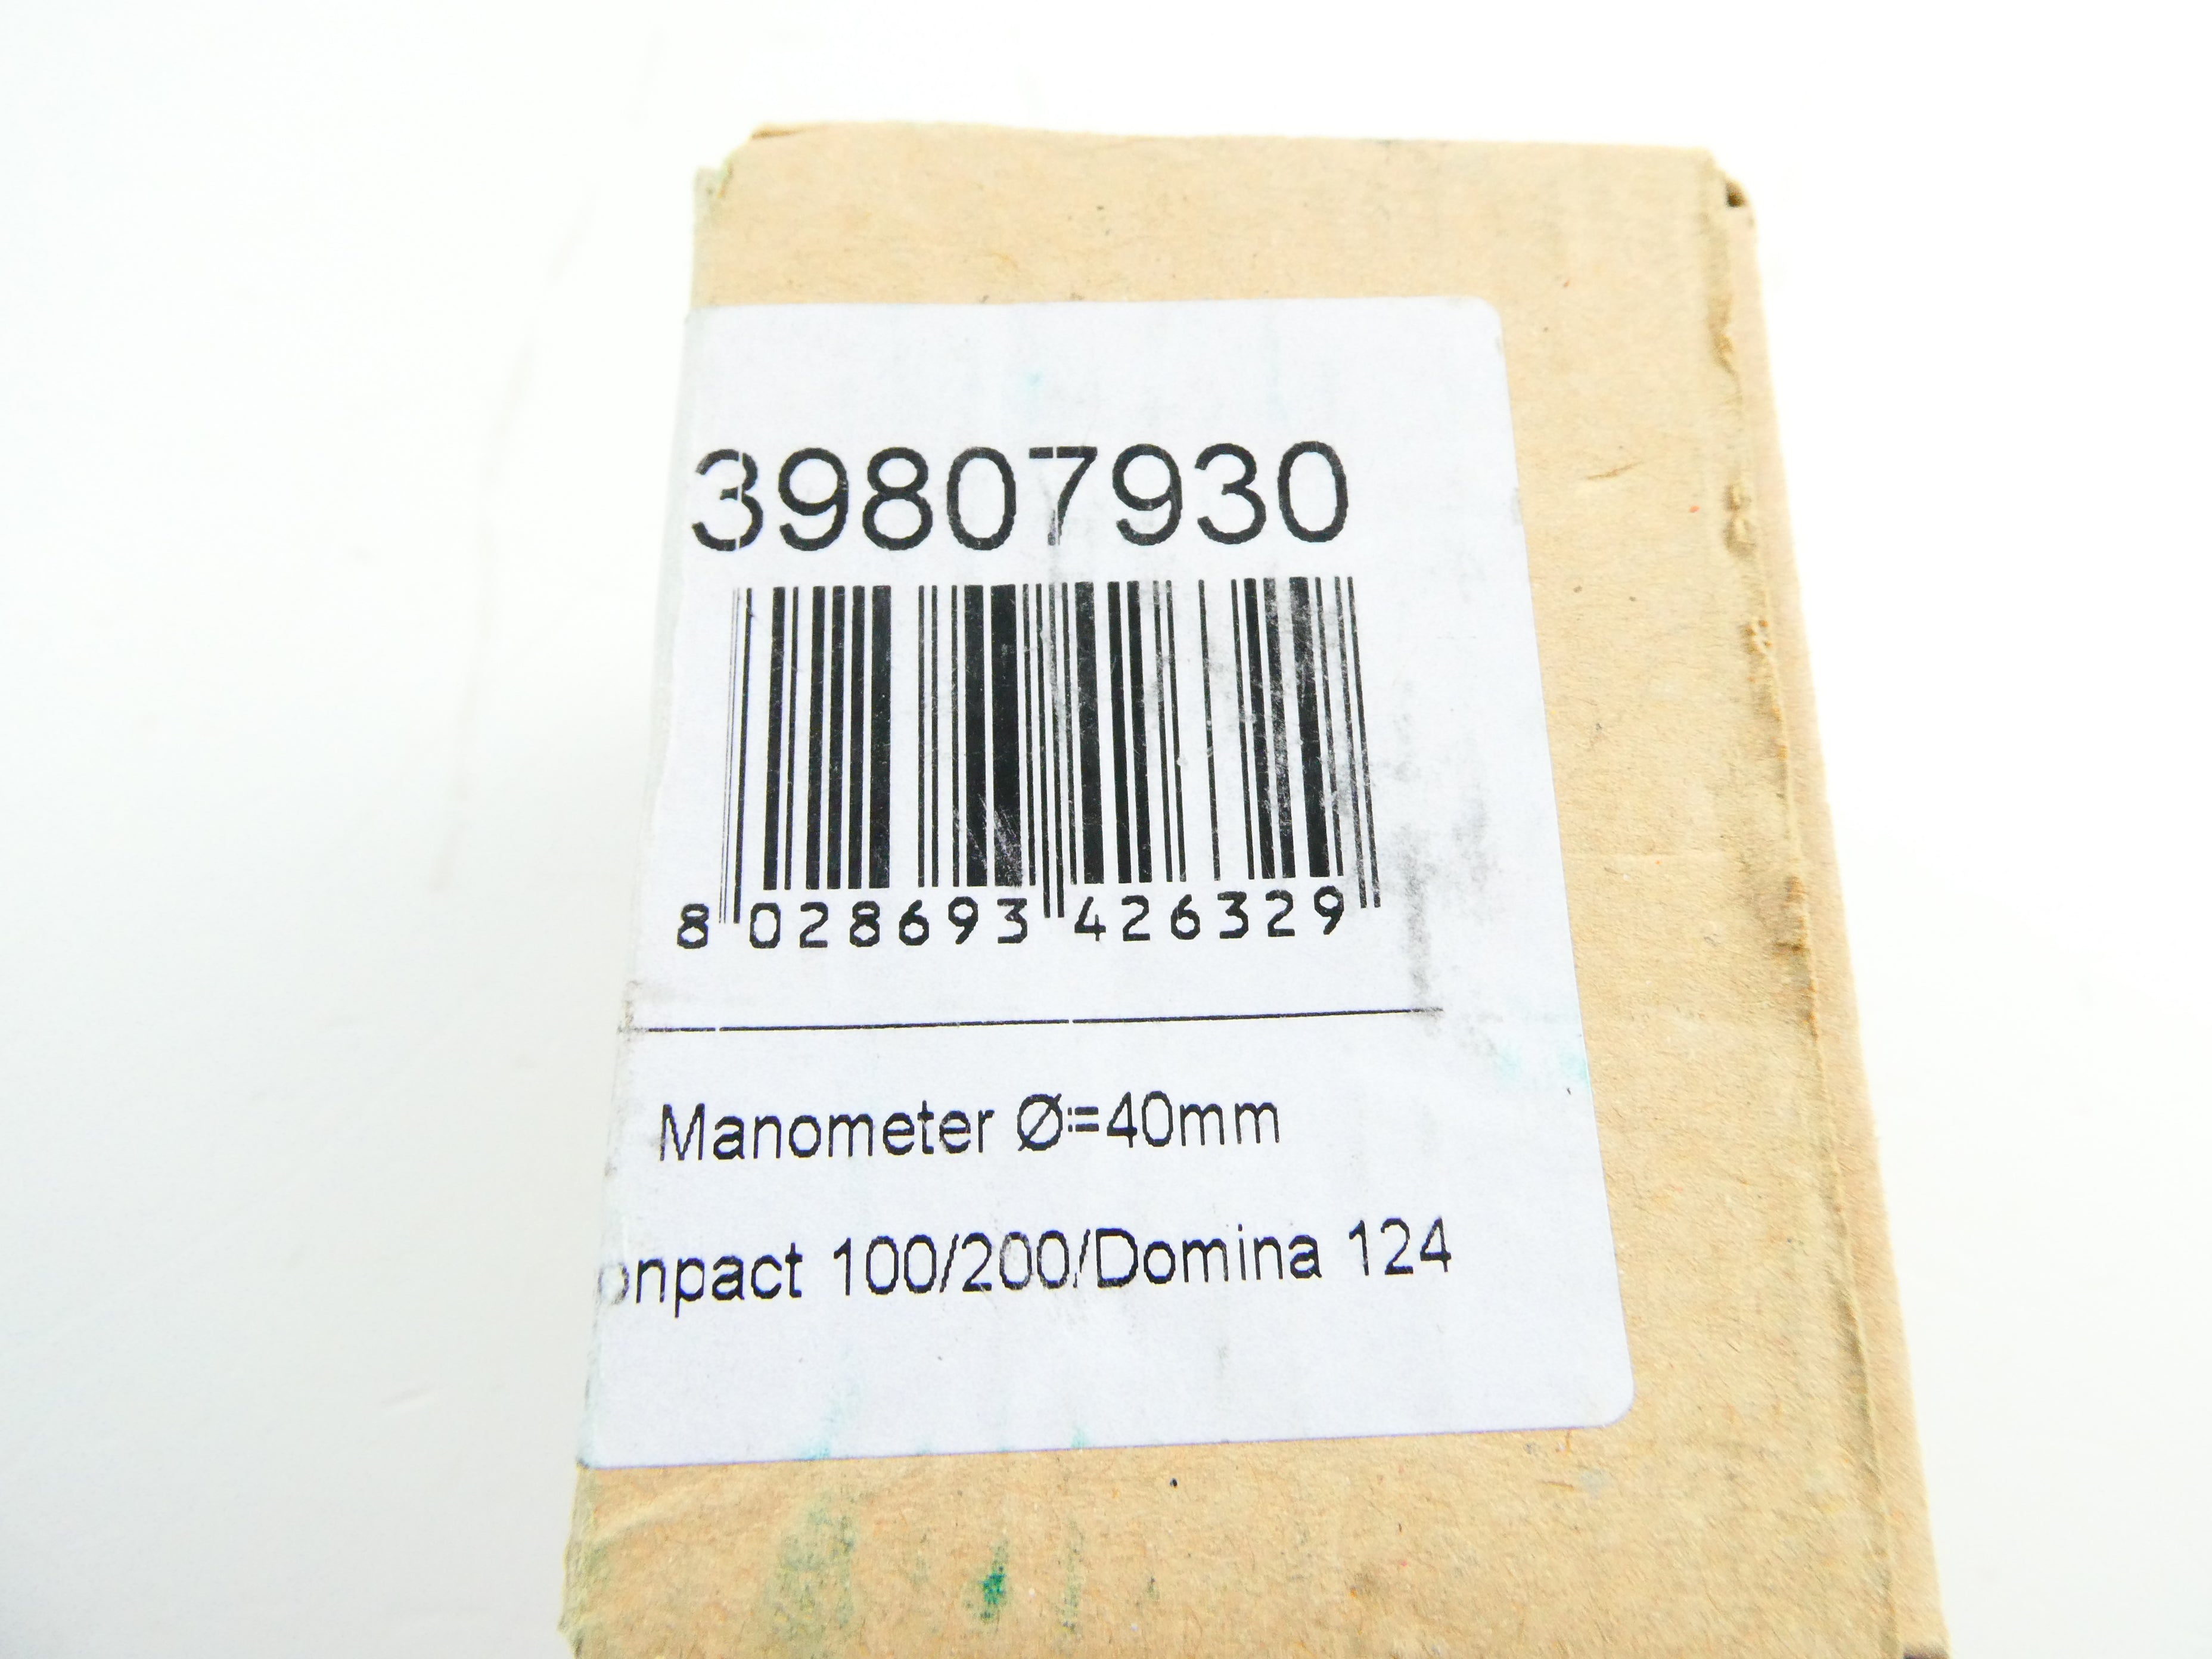 39807930
8 028693 426329
Manometer Ø=40mm
onpact 100/200/Domina 124